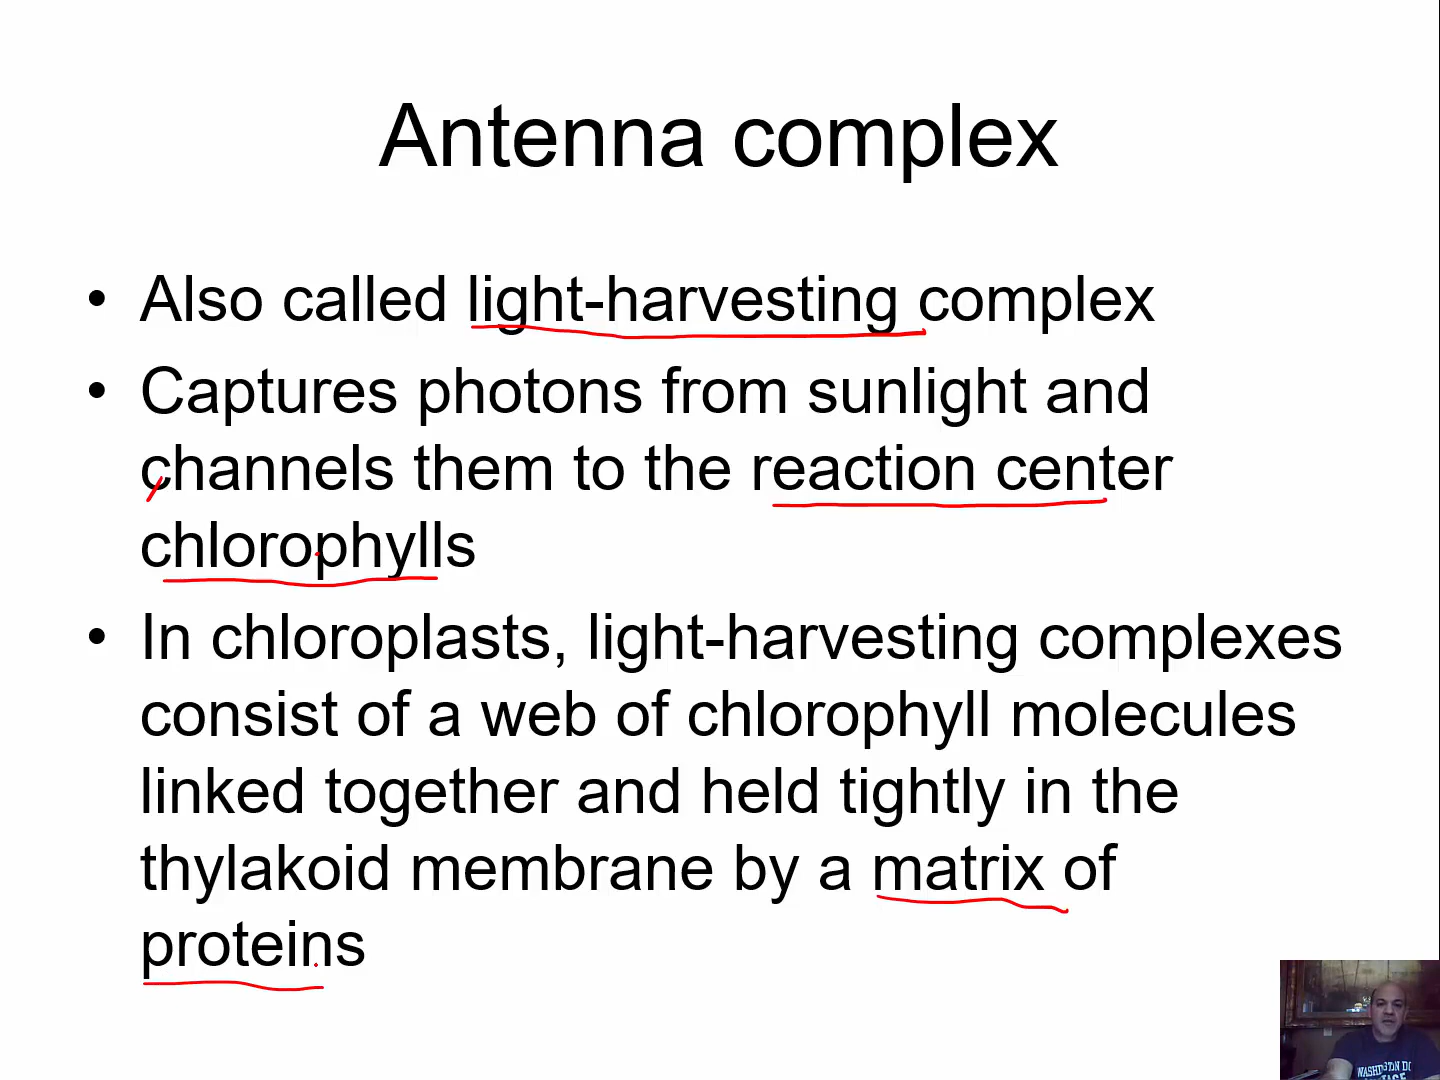 Antenna complex
• Also called light-harvesting complex
• Captures photons from sunlight and
channels them to the reaction center
chlorophylls
• In chloroplasts, light-harvesting complexes
consist of a web of chlorophyll molecules
linked together and held tightly in the
thylakoid membrane by a matrix of
proteins
WASHINGTON DC